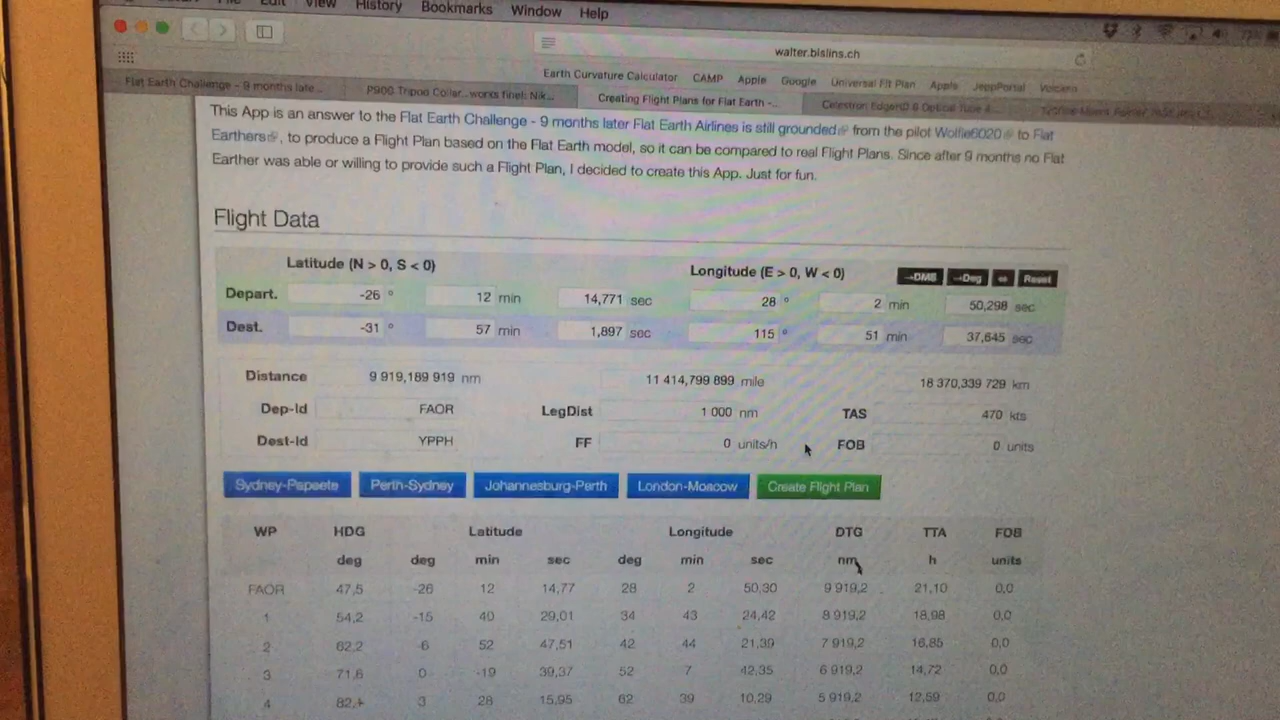 Edit View History Bookmarks Window Help
walter.bislins.ch
Earth Curvature Calculator CAMP Apple Google Universal Flt Plan Apple JeppPortal
Flat Earth Challenge - 9 months late... P900 Tripod Collar...works fine!: Nik... Creating Flight Plans for Flat Earth -...
This App is an answer to the Flat Earth Challenge - 9 months later Flat Earth Airlines is still grounded from the pilot Wolfie6020 to Flat
Earthers, to produce a Flight Plan based on the Flat Earth model, so it can be compared to real Flight Plans. Since after 9 months no Flat
Earther was able or willing to provide such a Flight Plan, I decided to create this App. Just for fun.
Flight Data
Latitude (N > 0, S < 0) Longitude (E > 0, W < 0) →DMS →Deg ⇔ Reset
Depart. -26 ° 12 min 14,771 sec 28 ° 2 min 50,298 sec
Dest. -31 ° 57 min 1,897 sec 115 ° 51 min 37,645 sec
Distance 9 919,189 919 nm 11 414,799 899 mile 18 370,339 729 km
Dep-Id FAOR LegDist 1 000 nm TAS 470 kts
Dest-Id YPPH FF 0 units/h FOB 0 units
Sydney-Papeete Perth-Sydney Johannesburg-Perth London-Moscow Create Flight Plan
WP HDG Latitude Longitude DTG TTA FOB
deg deg min sec deg min sec nm h units
FAOR 47,5 -26 12 14,77 28 2 50,30 9 919,2 21,10 0,0
1 54,2 -15 40 29,01 34 43 24,42 8 919,2 18,98 0,0
2 62,2 -6 52 47,51 42 44 21,39 7 919,2 16,85 0,0
3 71,6 0 -19 39,37 52 7 42,35 6 919,2 14,72 0,0
4 3 28 15,95 62 39 10,29 5 919,2 12,59 0,0